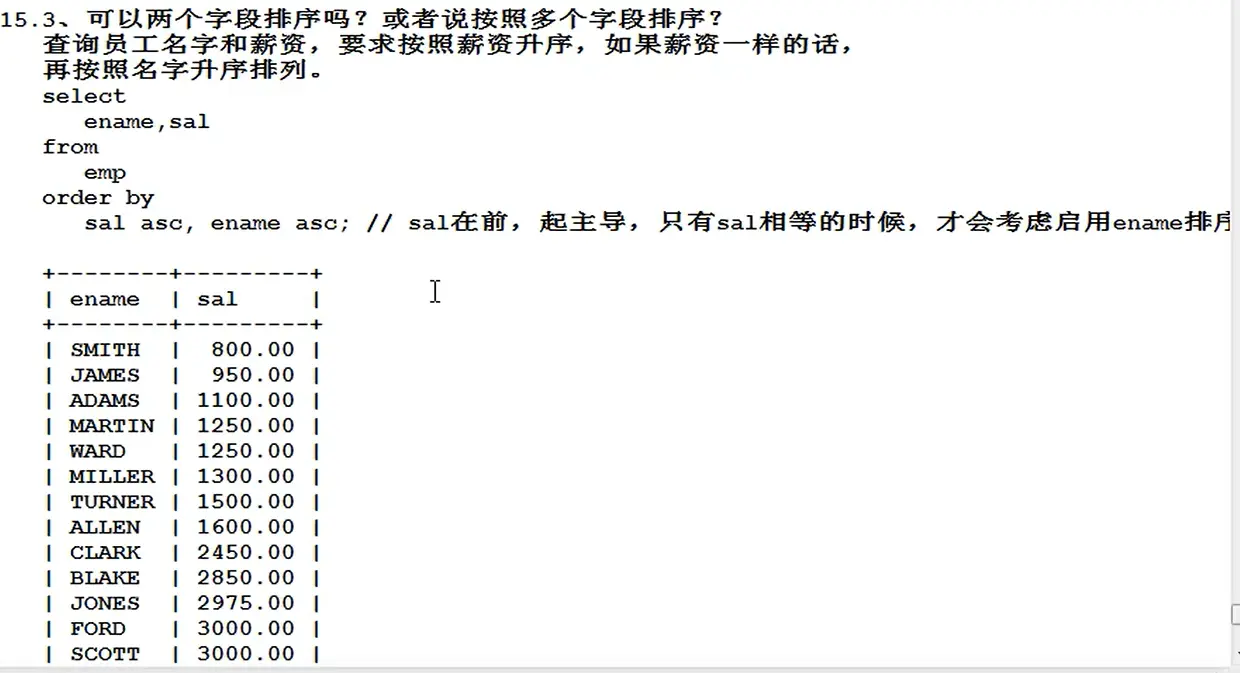 15.3、可以两个字段排序吗？或者说按照多个字段排序？
查询员工名字和薪资，要求按照薪资升序，如果薪资一样的话，
再按照名字升序排列。
select
ename,sal
from
emp
order by
sal asc, ename asc; // sal在前，起主导，只有sal相等的时候，才会考虑启用ename排序
+--------+---------+
| ename  | sal     |
+--------+---------+
| SMITH  |  800.00 |
| JAMES  |  950.00 |
| ADAMS  | 1100.00 |
| MARTIN | 1250.00 |
| WARD   | 1250.00 |
| MILLER | 1300.00 |
| TURNER | 1500.00 |
| ALLEN  | 1600.00 |
| CLARK  | 2450.00 |
| BLAKE  | 2850.00 |
| JONES  | 2975.00 |
| FORD   | 3000.00 |
| SCOTT  | 3000.00 |